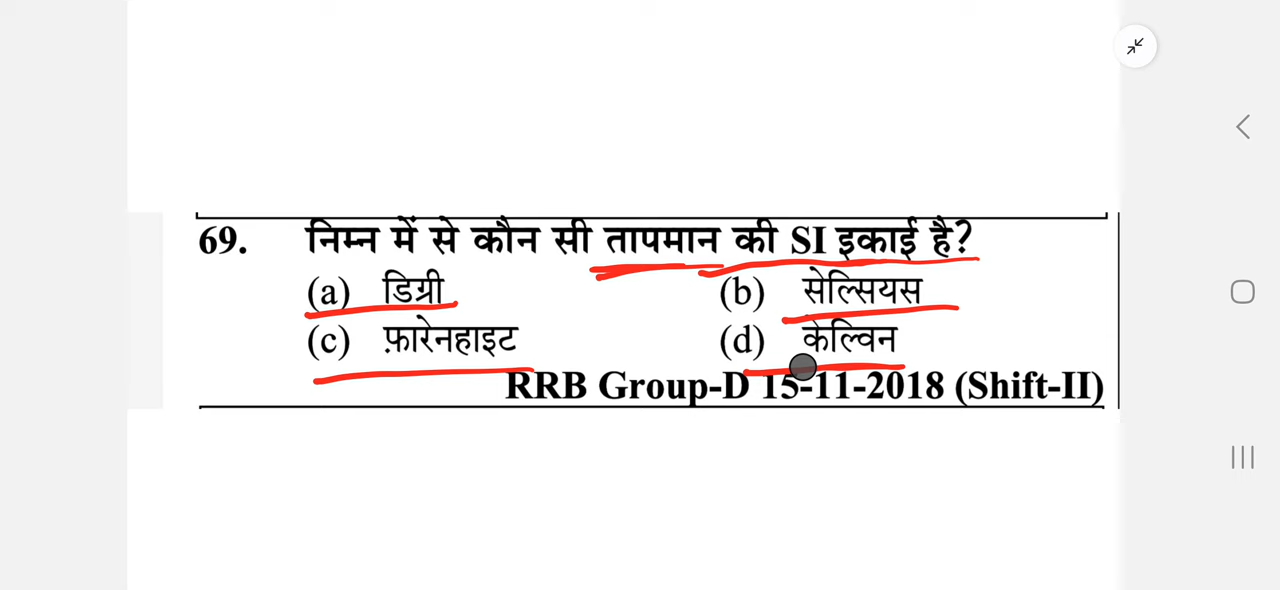 69. निम्न में से कौन सी तापमान की SI इकाई है?
(a) डिग्री (b) सेल्सियस
(c) फ़ारेनहाइट (d) केल्विन
RRB Group-D 15-11-2018 (Shift-II)